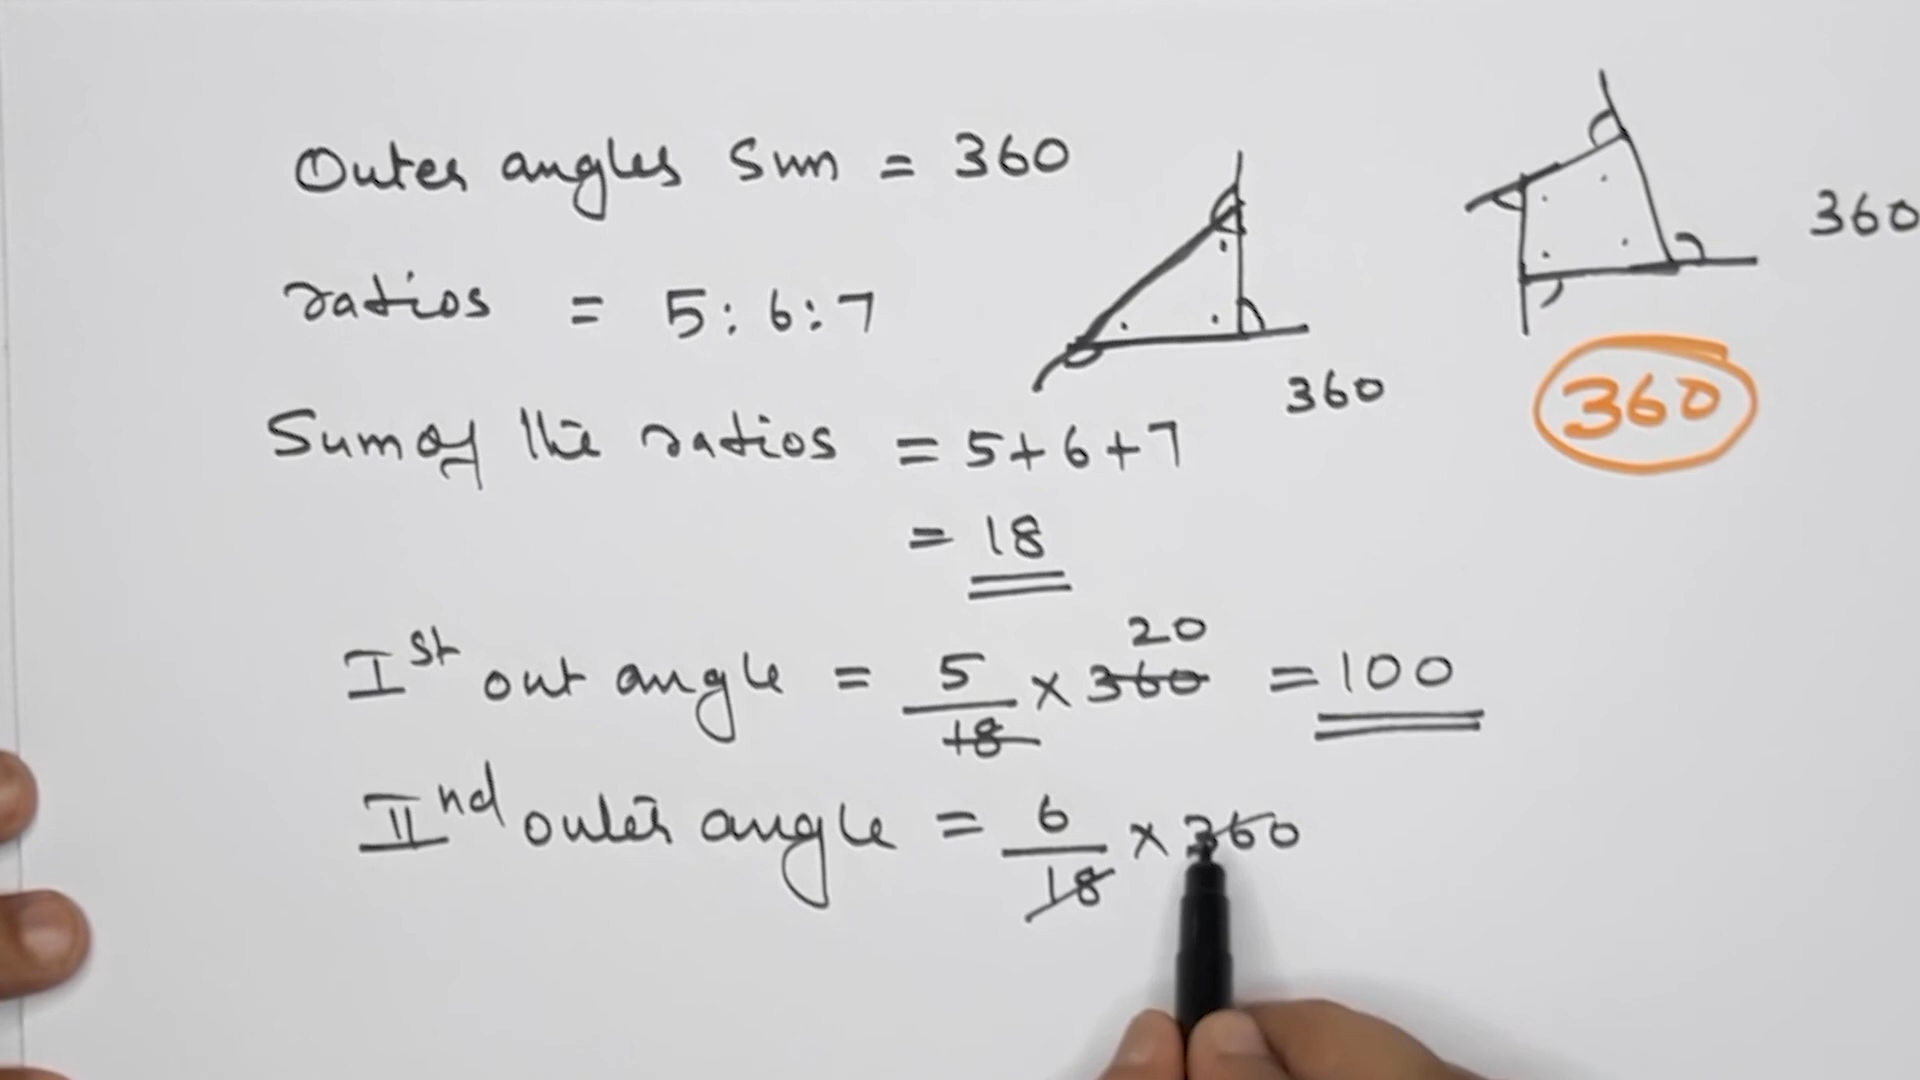 Outer angles Sum = 360
ratios = 5:6:7
360
360
360
Sum of the ratios = 5+6+7
= 18
Ist out angle = 5/18 x 360 20 = 100
IInd outer angle = 6/18 x 360